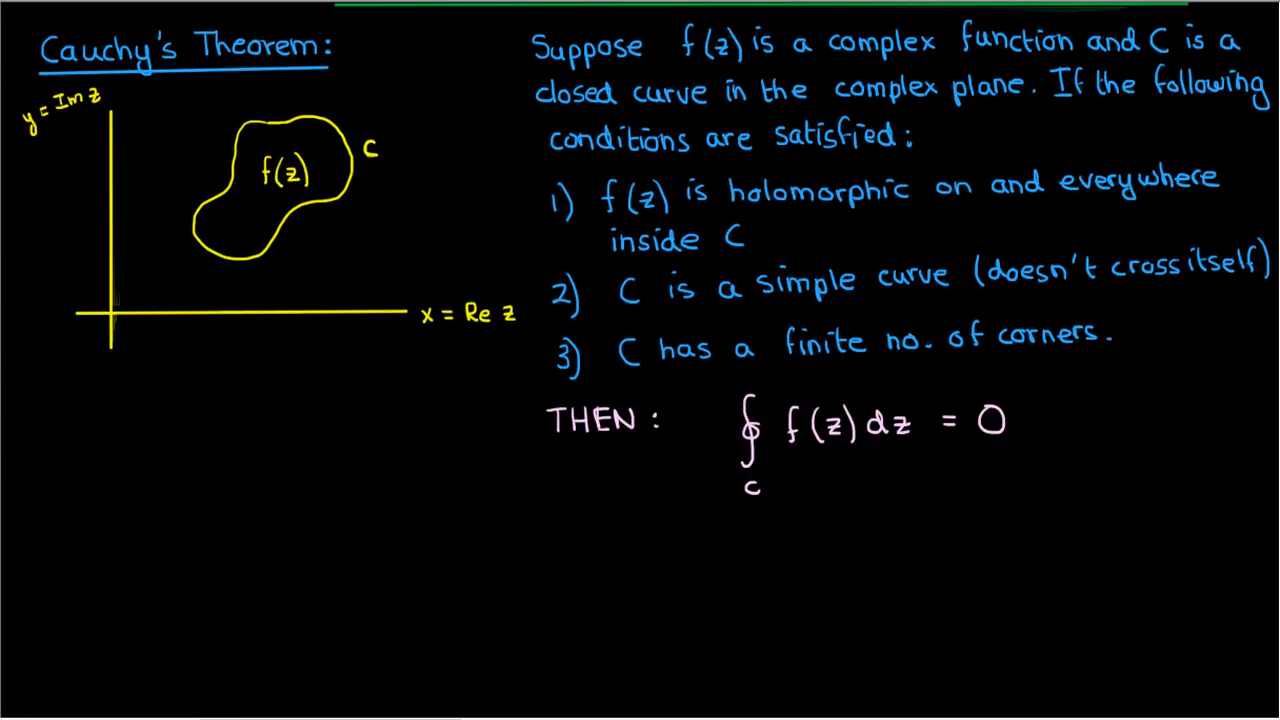 Cauchy's Theorem:
y = Im z
C
f(z)
x = Re z
Suppose f(z) is a complex function and C is a
closed curve in the complex plane. If the following
conditions are satisfied:
1) f(z) is holomorphic on and everywhere
inside C
2) C is a simple curve (doesn't cross itself)
3) C has a finite no. of corners.
THEN: ∮ f(z) dz = 0
C